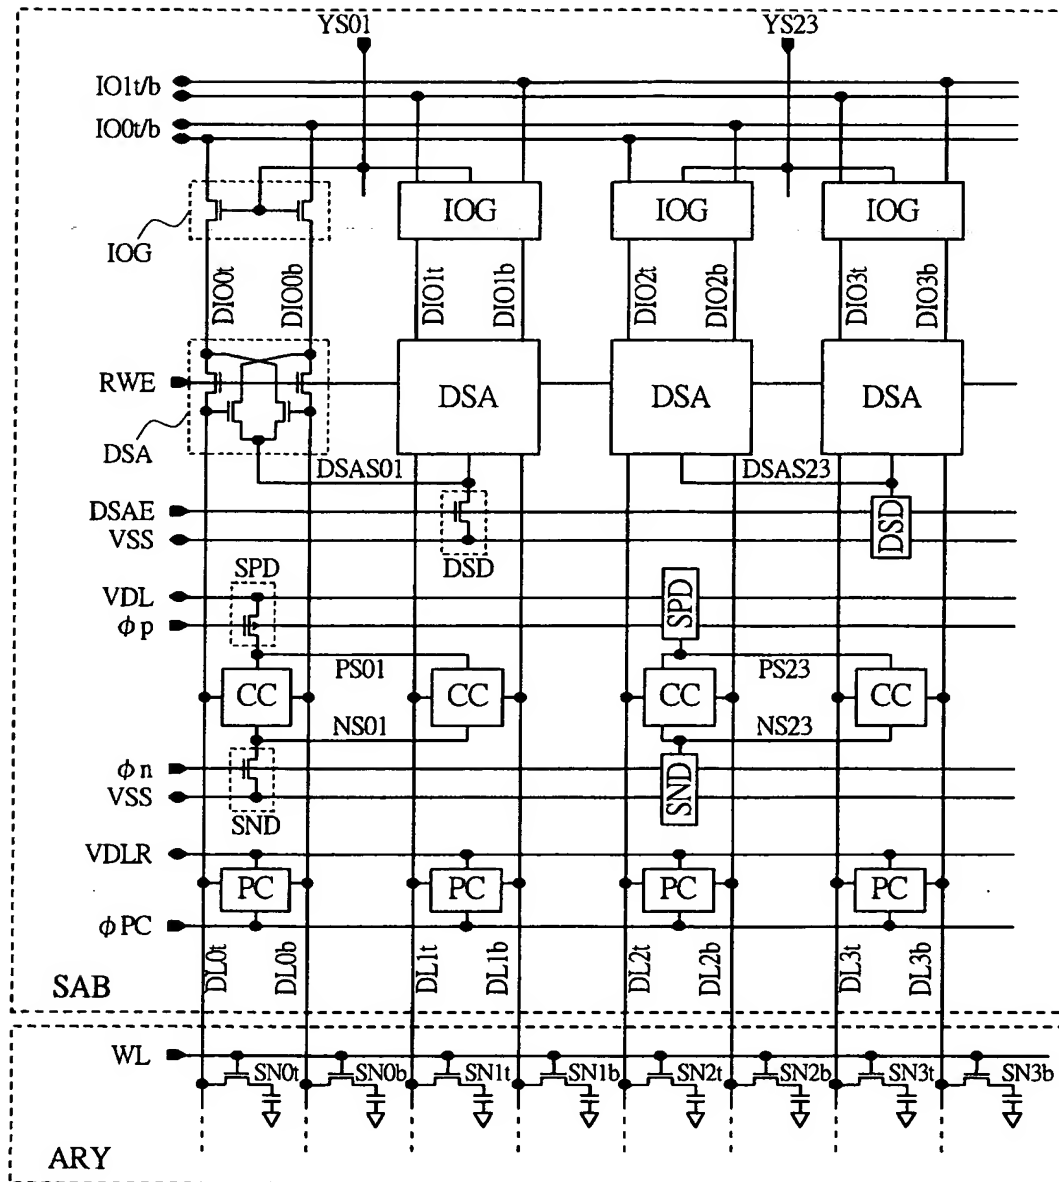 YS01 YS23
IO1t/b
IO0t/b
IOG IOG IOG
IOG
DIO0t DIO0b DIO1t DIO1b DIO2t DIO2b DIO3t DIO3b
RWE DSA DSA DSA
DSA
DSAS01 DSAS23
DSAE DSD
VSS
SPD DSD
VDL SPD
ϕp
PS01 PS23
CC CC CC CC
NS01 NS23
ϕn SND
VSS
SND
VDLR
PC PC PC PC
ϕPC
DL0t DL0b DL1t DL1b DL2t DL2b DL3t DL3b
SAB
WL
SN0t SN0b SN1t SN1b SN2t SN2b SN3t SN3b
ARY